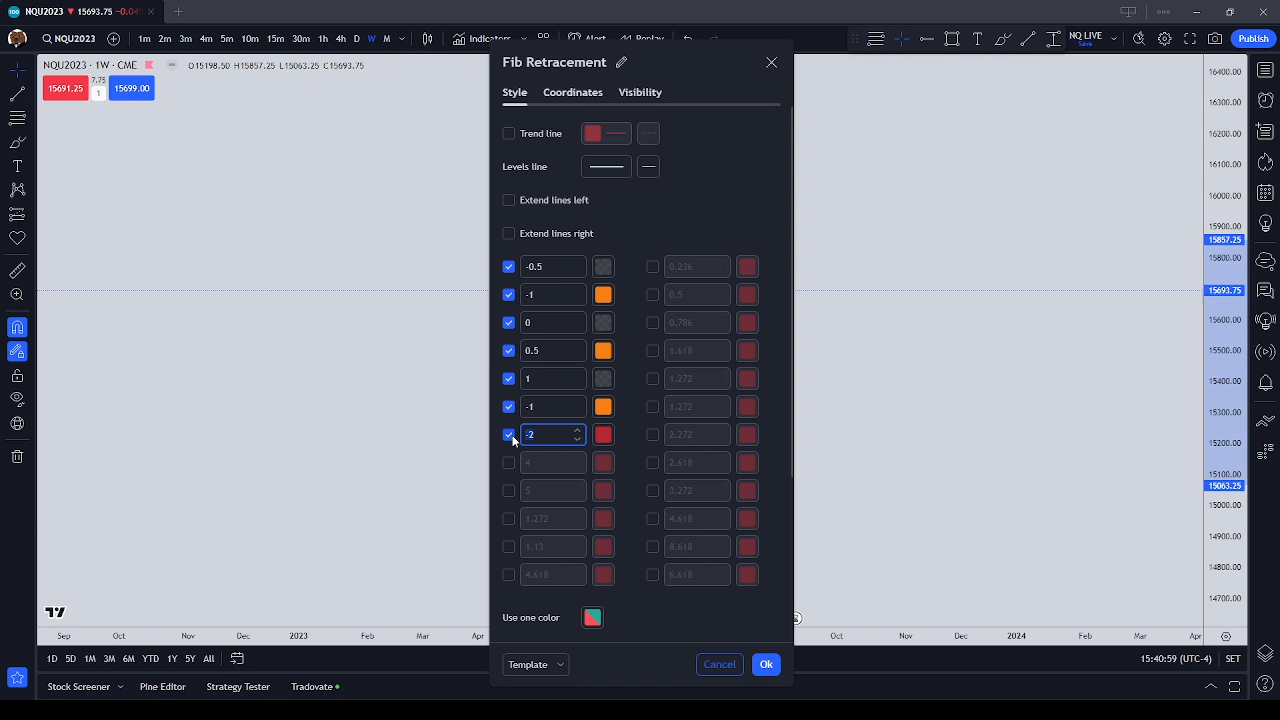 NQU2023 ▼ 15693.75 −0.04
NQU2023 1m 2m 3m 4m 5m 10m 15m 30m 1h 4h D W M Indicators Alert Replay NQ LIVE Save Publish
NQU2023 · 1W · CME O15198.50 H15857.25 L15063.25 C15693.75
15691.25 7.75 1 15699.00
Fib Retracement
Style Coordinates Visibility
Trend line
Levels line
Extend lines left
Extend lines right
-0.5 0.236
-1 0.5
0 0.786
0.5 1.618
1 1.272
-1 1.272
-2 2.272
4 2.618
5 3.272
1.272 4.618
1.13 8.618
4.618 6.618
Use one color
Template Cancel Ok
16400.00
16300.00
16200.00
16100.00
16000.00
15900.00
15857.25
15800.00
15693.75
15600.00
15500.00
15400.00
15300.00
15200.00
15100.00
15063.25
15000.00
14900.00
14800.00
14700.00
Sep Oct Nov Dec 2023 Feb Mar Apr Oct Nov Dec 2024 Feb Mar Apr
1D 5D 1M 3M 6M YTD 1Y 5Y All 15:40:59 (UTC-4) SET
Stock Screener Pine Editor Strategy Tester Tradovate